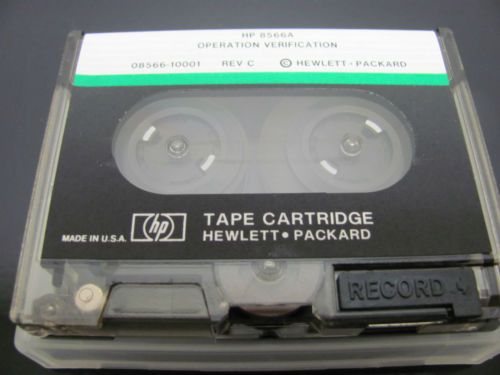 HP 8566A
OPERATION VERIFICATION
08566-10001 REV C © HEWLETT-PACKARD
MADE IN U.S.A. hp TAPE CARTRIDGE
HEWLETT•PACKARD
RECORD